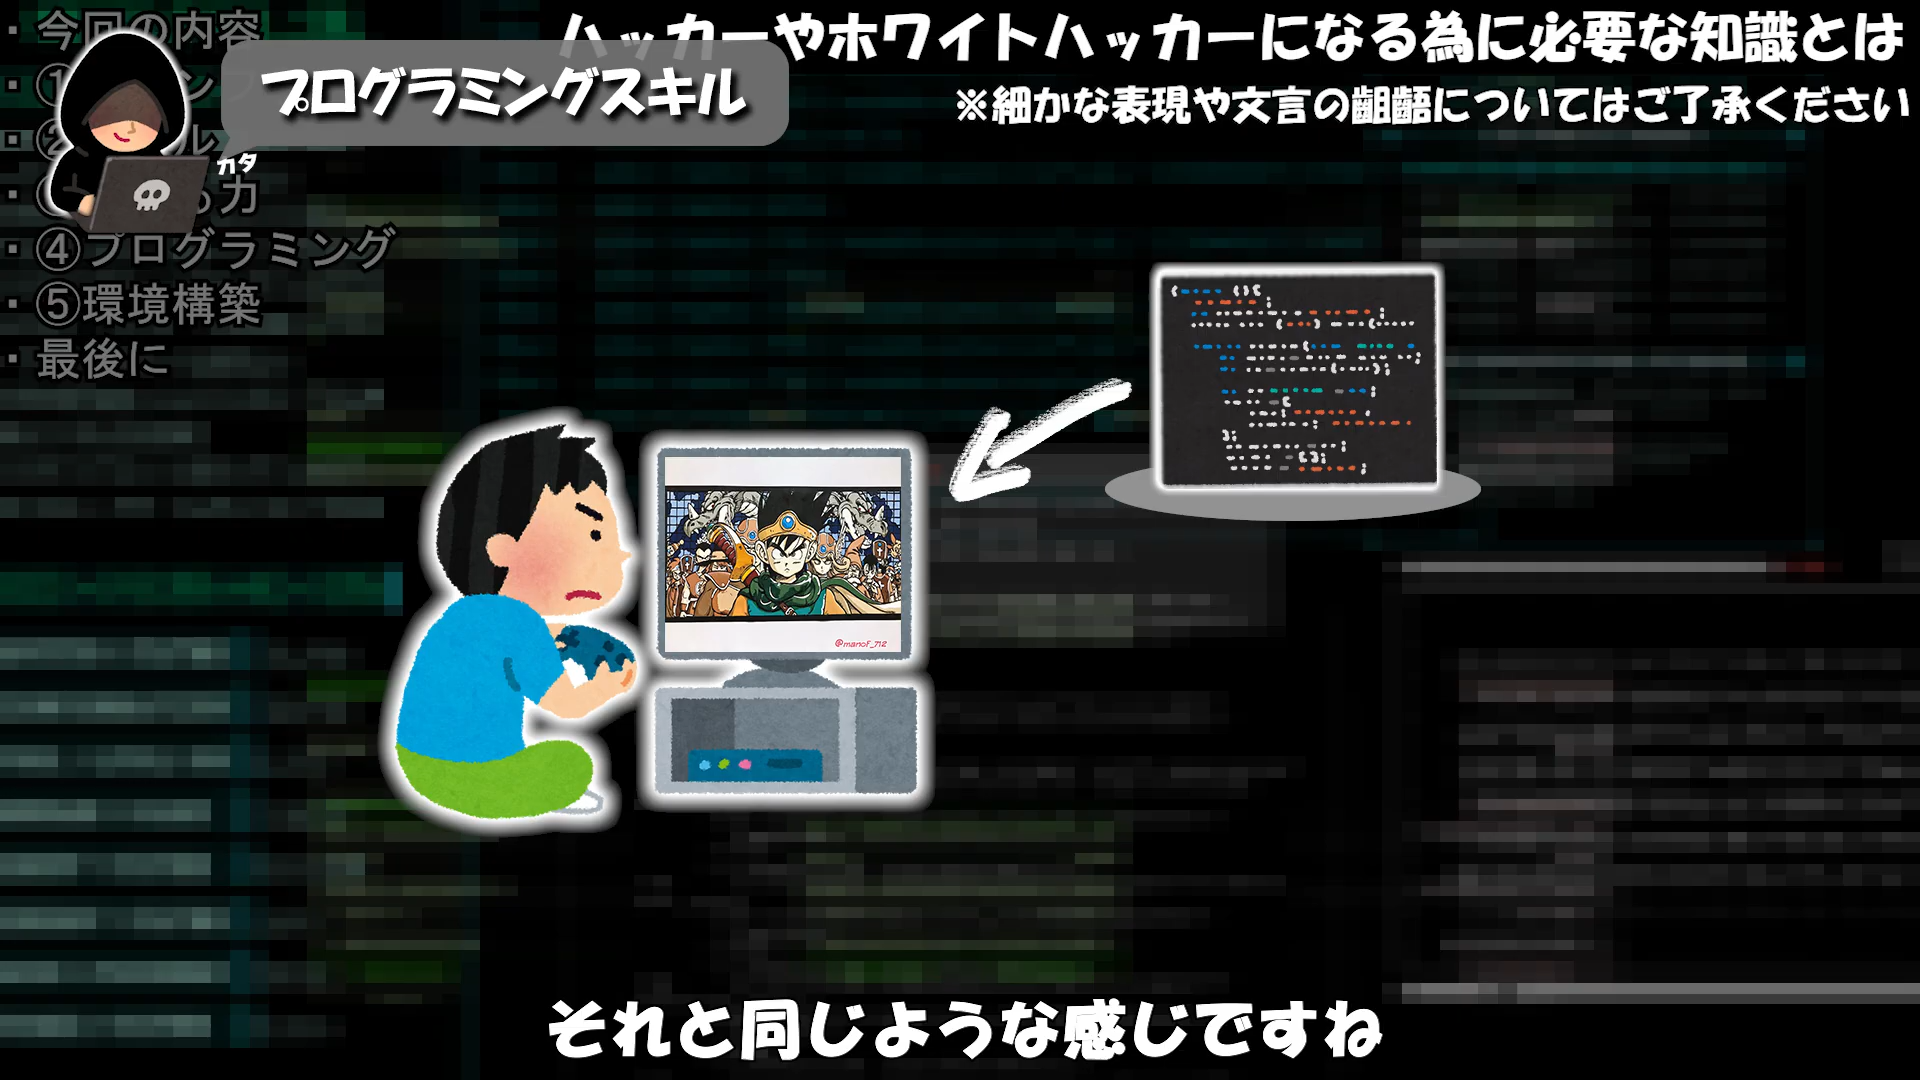 ハッカーやホワイトハッカーになる為に必要な知識とは
※細かな表現や文言の齟齬についてはご了承ください
プログラミングスキル
カタ
・今回の内容
・④プログラミング
・⑤環境構築
・最後に
@manoF_712
それと同じような感じですね